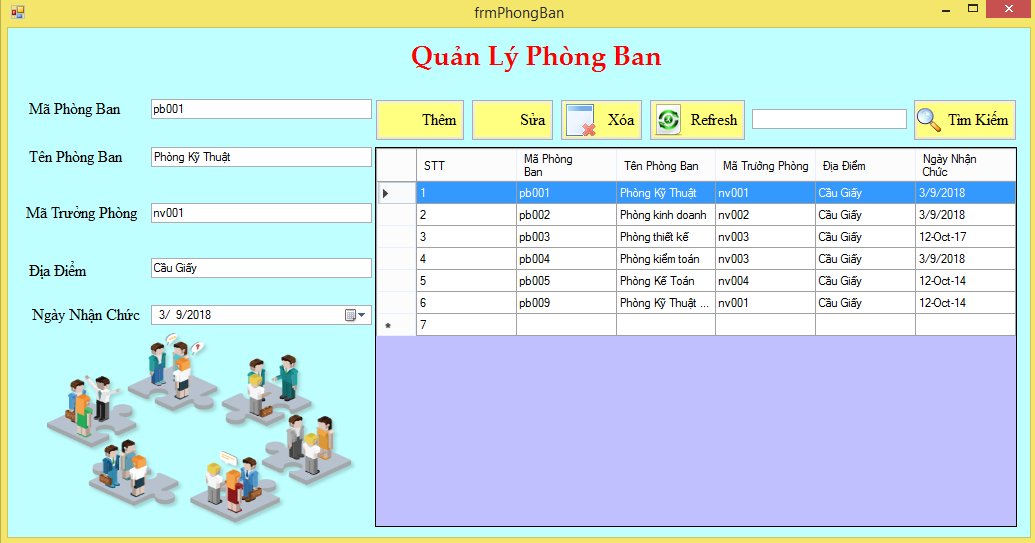 frmPhongBan
Quản Lý Phòng Ban
Mã Phòng Ban pb001
Thêm Sửa Xóa Refresh Tìm Kiếm
Tên Phòng Ban Phòng Kỹ Thuật
Mã Trưởng Phòng nv001
Địa Điểm Cầu Giấy
Ngày Nhận Chức 3/ 9/2018
STT Mã Phòng Ban Tên Phòng Ban Mã Trưởng Phòng Địa Điểm Ngày Nhận Chức
1 pb001 Phòng Kỹ Thuật nv001 Cầu Giấy 3/9/2018
2 pb002 Phòng kinh doanh nv002 Cầu Giấy 3/9/2018
3 pb003 Phòng thiết kế nv003 Cầu Giấy 12-Oct-17
4 pb004 Phòng kiểm toán nv003 Cầu Giấy 3/9/2018
5 pb005 Phòng Kế Toán nv004 Cầu Giấy 12-Oct-14
6 pb009 Phòng Kỹ Thuật ... nv001 Cầu Giấy 12-Oct-14
* 7